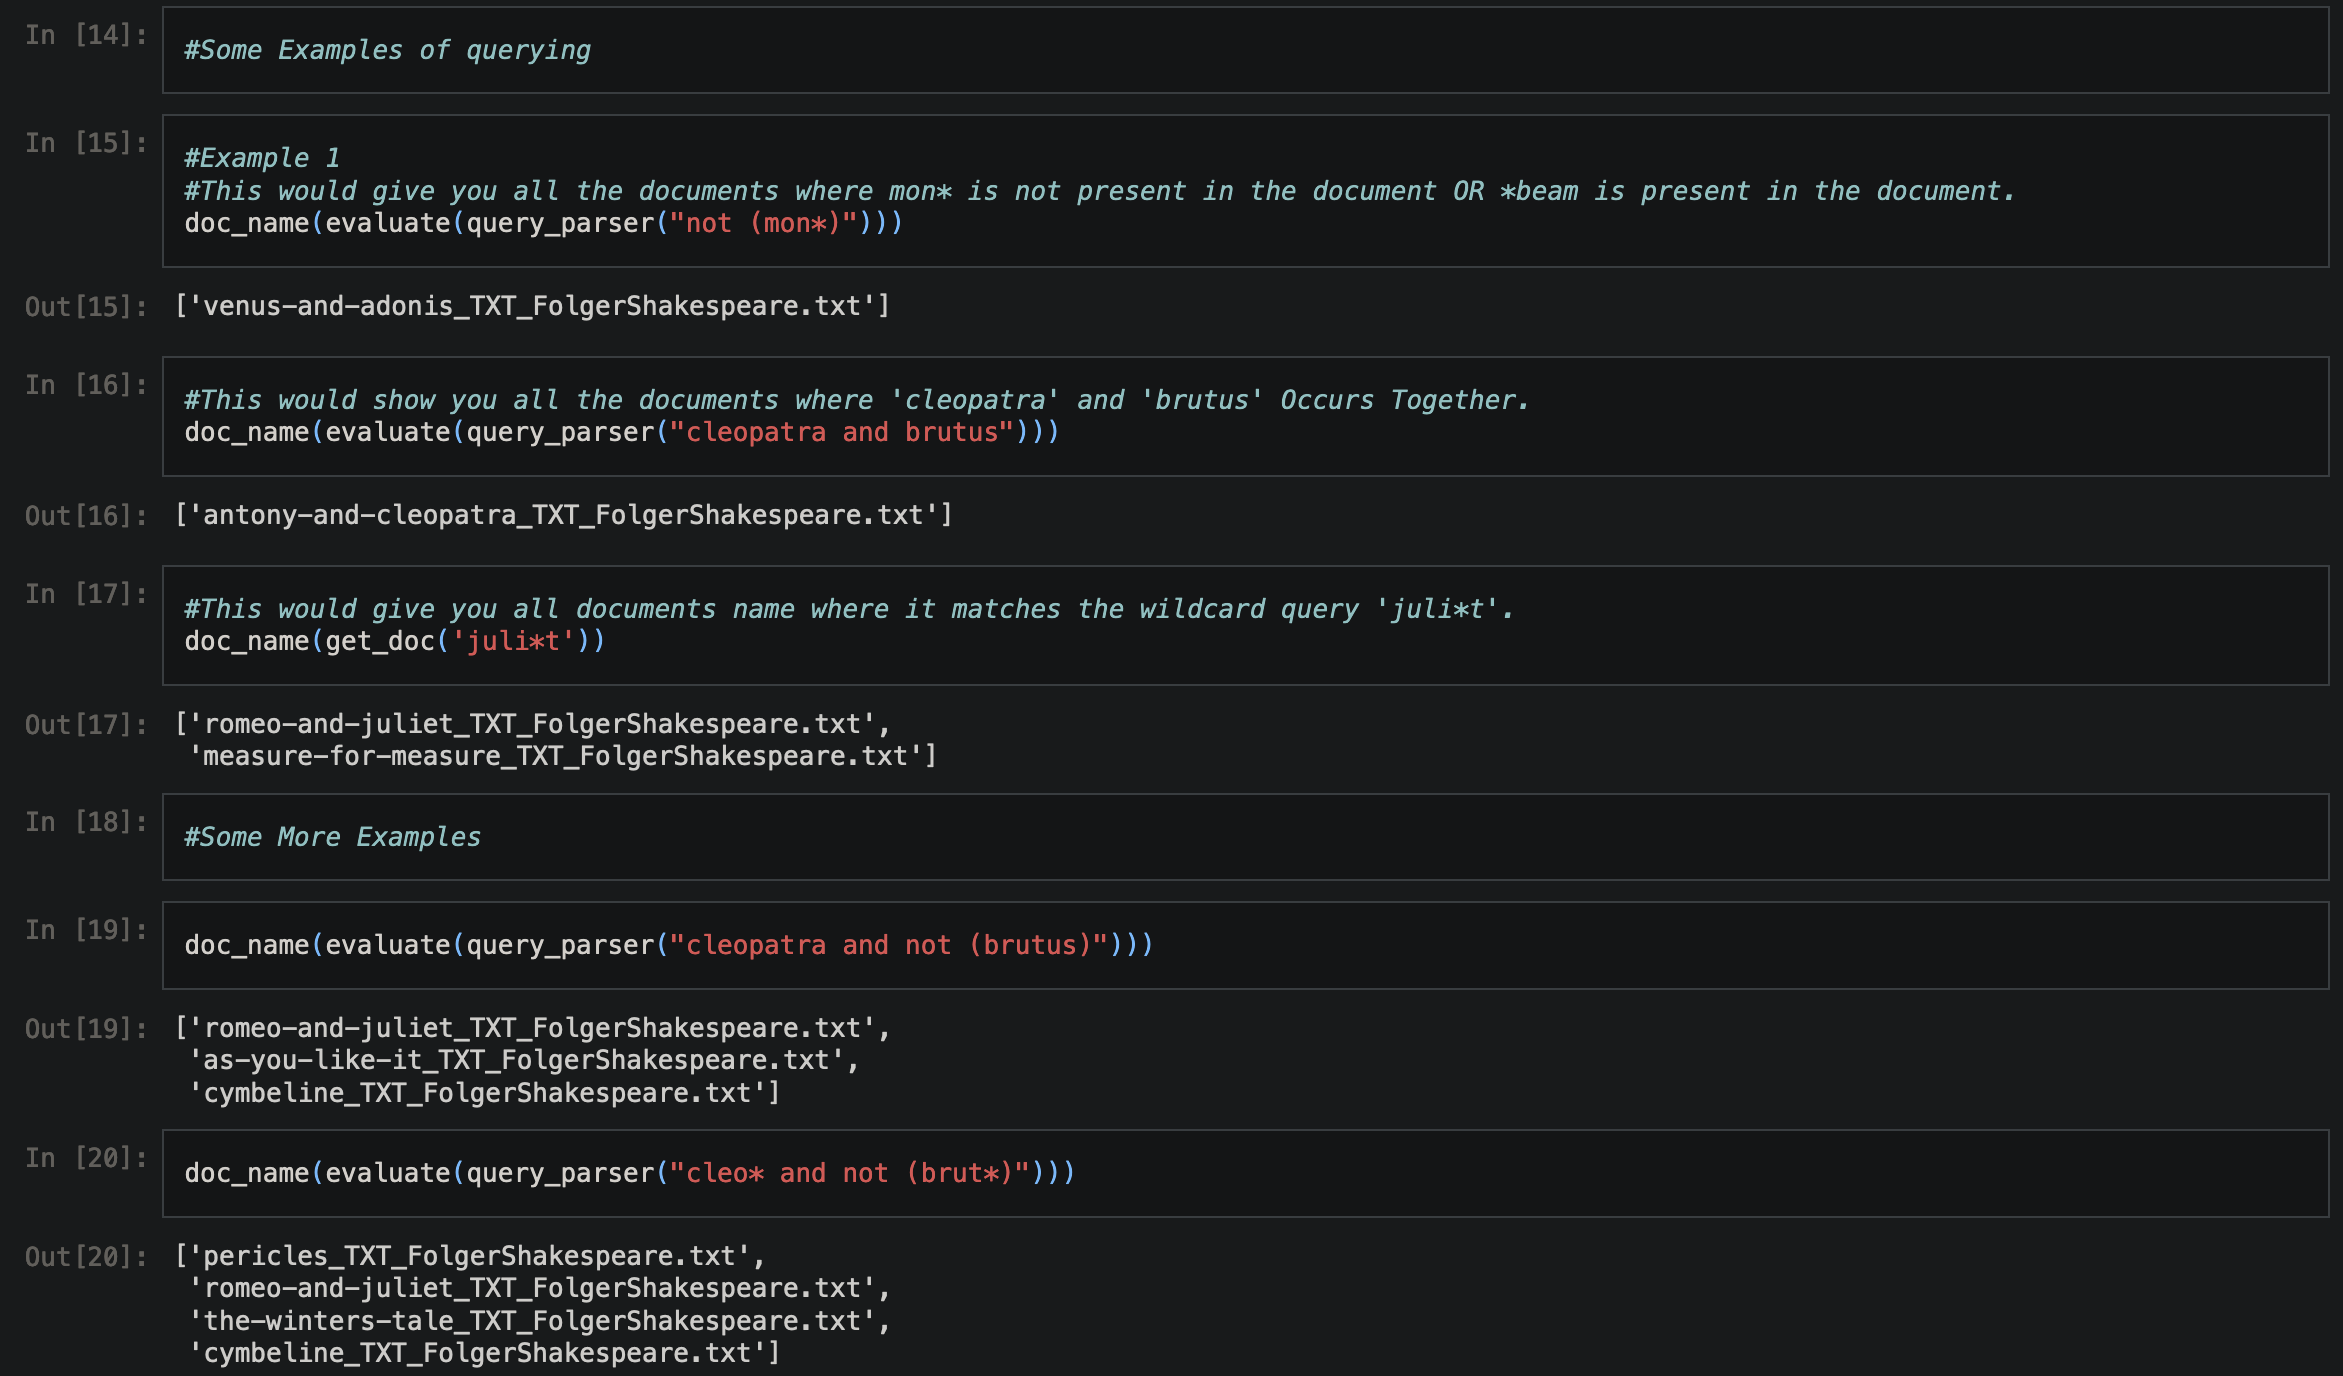 In [14]:
#Some Examples of querying
In [15]:
#Example 1
#This would give you all the documents where mon* is not present in the document OR *beam is present in the document.
doc_name(evaluate(query_parser("not (mon*)")))
Out[15]: ['venus-and-adonis_TXT_FolgerShakespeare.txt']
In [16]:
#This would show you all the documents where 'cleopatra' and 'brutus' Occurs Together.
doc_name(evaluate(query_parser("cleopatra and brutus")))
Out[16]: ['antony-and-cleopatra_TXT_FolgerShakespeare.txt']
In [17]:
#This would give you all documents name where it matches the wildcard query 'juli*t'.
doc_name(get_doc('juli*t'))
Out[17]: ['romeo-and-juliet_TXT_FolgerShakespeare.txt',
'measure-for-measure_TXT_FolgerShakespeare.txt']
In [18]:
#Some More Examples
In [19]:
doc_name(evaluate(query_parser("cleopatra and not (brutus)")))
Out[19]: ['romeo-and-juliet_TXT_FolgerShakespeare.txt',
'as-you-like-it_TXT_FolgerShakespeare.txt',
'cymbeline_TXT_FolgerShakespeare.txt']
In [20]:
doc_name(evaluate(query_parser("cleo* and not (brut*)")))
Out[20]: ['pericles_TXT_FolgerShakespeare.txt',
'romeo-and-juliet_TXT_FolgerShakespeare.txt',
'the-winters-tale_TXT_FolgerShakespeare.txt',
'cymbeline_TXT_FolgerShakespeare.txt']